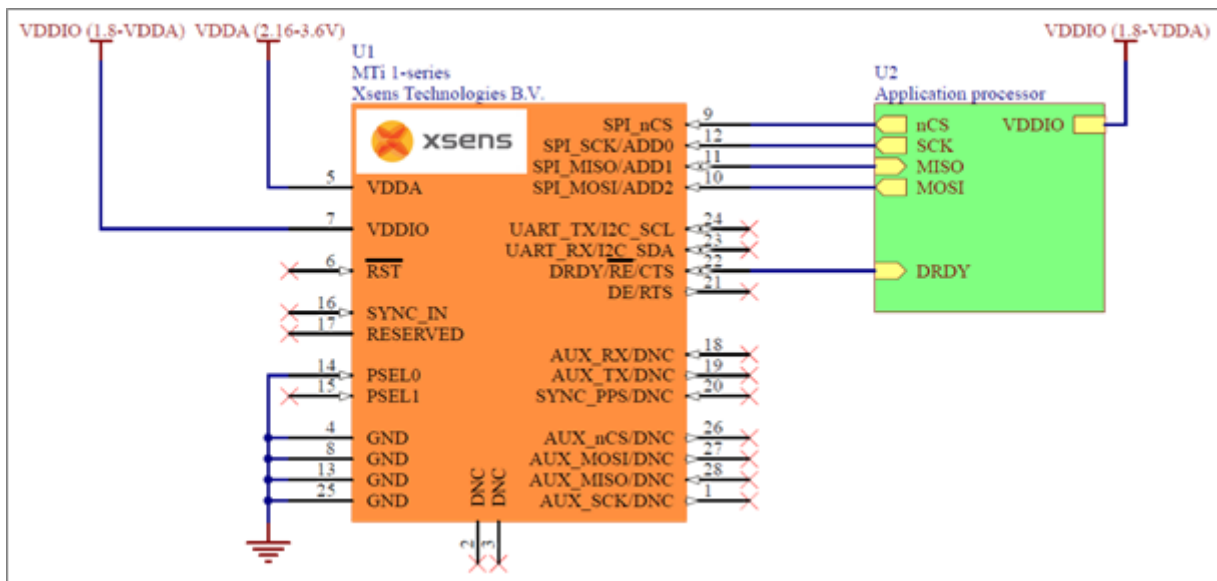 VDDIO (1.8-VDDA) VDDA (2.16-3.6V)
VDDIO (1.8-VDDA)
U1
MTi 1-series
Xsens Technologies B.V.
xsens
5 VDDA
7 VDDIO
6 RST
16 SYNC_IN
17 RESERVED
14 PSEL0
15 PSEL1
4 GND
8 GND
13 GND
25 GND
DNC 2
DNC 3
SPI_nCS 9
SPI_SCK/ADD0 12
SPI_MISO/ADD1 11
SPI_MOSI/ADD2 10
UART_TX/I2C_SCL 24
UART_RX/I2C_SDA 23
DRDY/RE/CTS 22
DE/RTS 21
AUX_RX/DNC 18
AUX_TX/DNC 19
SYNC_PPS/DNC 20
AUX_nCS/DNC 26
AUX_MOSI/DNC 27
AUX_MISO/DNC 28
AUX_SCK/DNC 1
U2
Application processor
nCS VDDIO
SCK
MISO
MOSI
DRDY